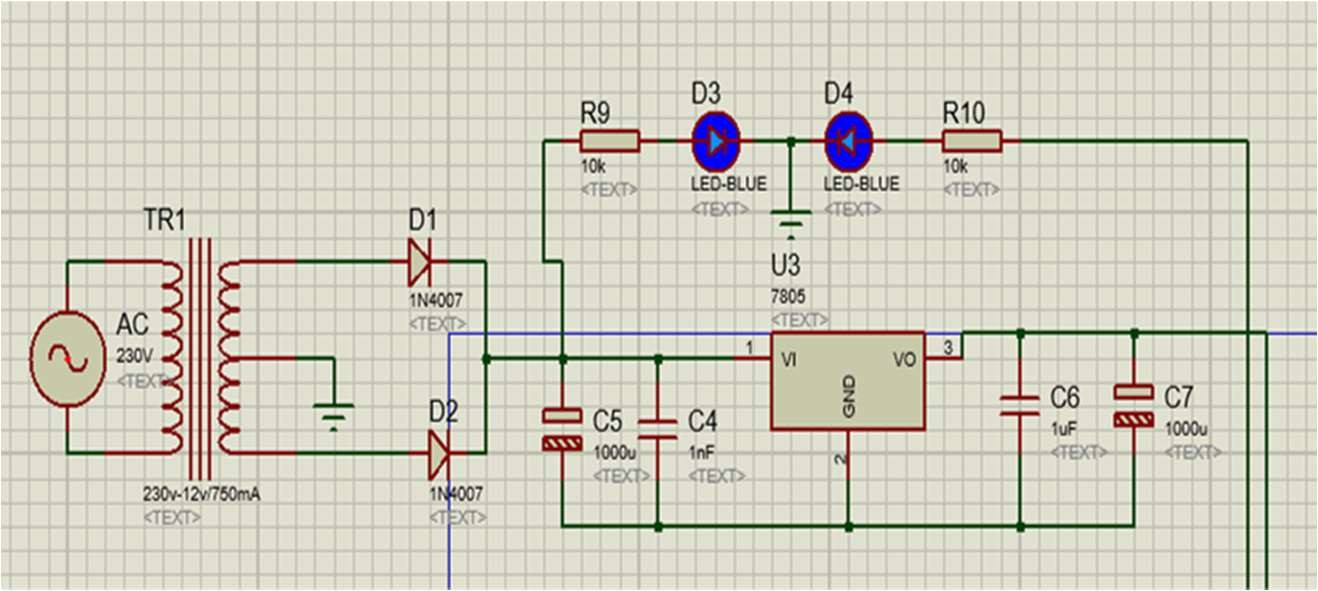 D3
D4
R9
R10
10k
<TEXT>
LED-BLUE
<TEXT>
LED-BLUE
<TEXT>
10k
<TEXT>
TR1
D1
U3
7805
<TEXT>
1N4007
<TEXT>
AC
230V
<TEXT>
1
VI
VO
3
GND
2
D2
C5
1000u
<TEXT>
C4
1nF
<TEXT>
C6
1uF
<TEXT>
C7
1000u
<TEXT>
230v-12v/750mA
<TEXT>
1N4007
<TEXT>